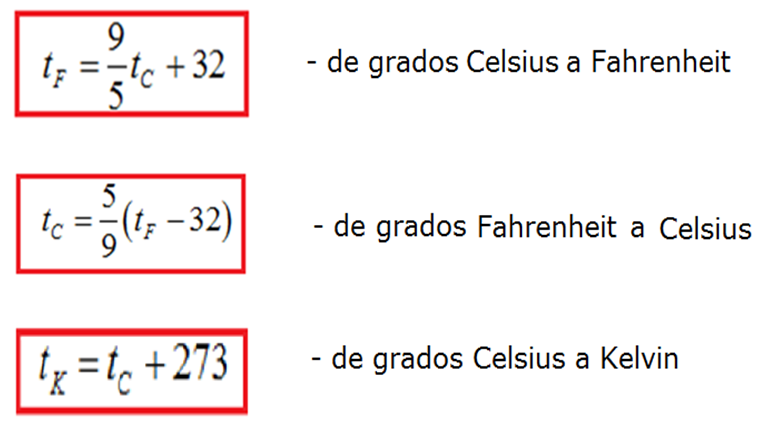 t_F = 9/5 t_C + 32 - de grados Celsius a Fahrenheit
t_C = 5/9 (t_F − 32) - de grados Fahrenheit a Celsius
t_K = t_C + 273 - de grados Celsius a Kelvin